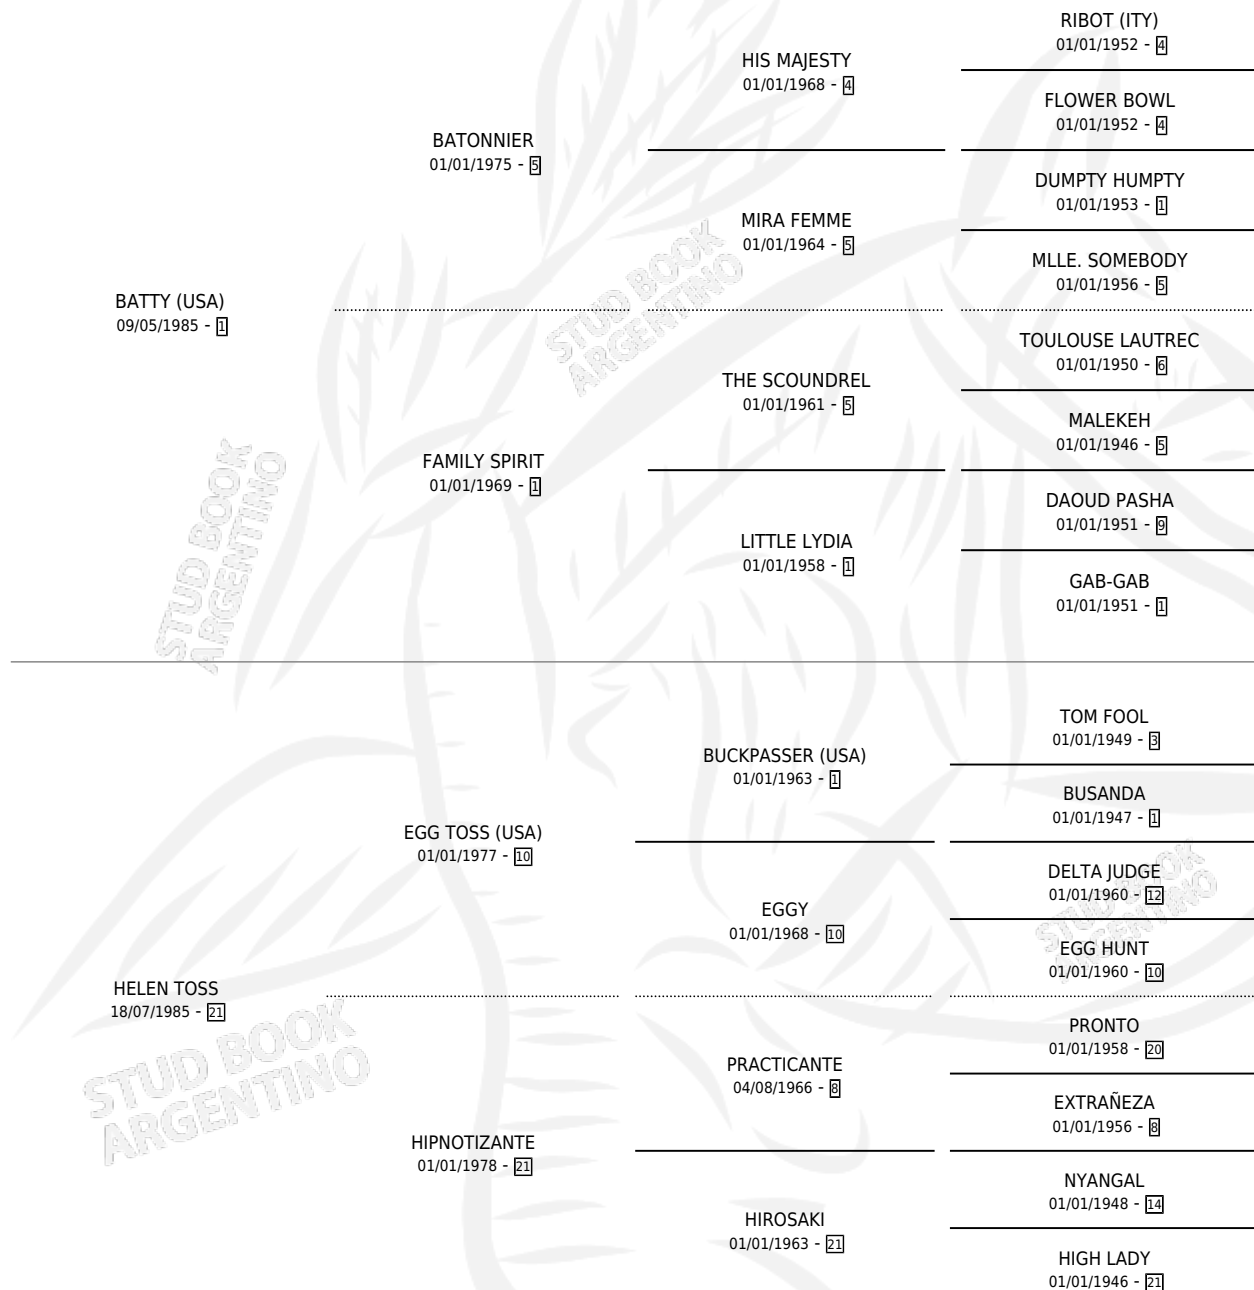 RIBOT (ITY)
01/01/1952 - 4
HIS MAJESTY
01/01/1968 - 4
FLOWER BOWL
01/01/1952 - 4
BATONNIER
01/01/1975 - 5
DUMPTY HUMPTY
01/01/1953 - 1
MIRA FEMME
01/01/1964 - 5
MLLE. SOMEBODY
01/01/1956 - 5
BATTY (USA)
09/05/1985 - 1
STUD BOOK
ARGENTINO
TOULOUSE LAUTREC
01/01/1950 - 6
THE SCOUNDREL
01/01/1961 - 5
MALEKEH
01/01/1946 - 5
FAMILY SPIRIT
01/01/1969 - 1
DAOUD PASHA
01/01/1951 - 9
LITTLE LYDIA
01/01/1958 - 1
GAB-GAB
01/01/1951 - 1
STUD BOOK
ARGENTINO
TOM FOOL
01/01/1949 - 3
BUCKPASSER (USA)
01/01/1963 - 1
BUSANDA
01/01/1947 - 1
EGG TOSS (USA)
01/01/1977 - 10
DELTA JUDGE
01/01/1960 - 12
EGGY
01/01/1968 - 10
STUD BOOK
ARGENTINO
EGG HUNT
01/01/1960 - 10
HELEN TOSS
18/07/1985 - 21
PRONTO
01/01/1958 - 20
STUD BOOK
ARGENTINO
PRACTICANTE
04/08/1966 - 8
EXTRAÑEZA
01/01/1956 - 8
HIPNOTIZANTE
01/01/1978 - 21
NYANGAL
01/01/1948 - 14
HIROSAKI
01/01/1963 - 21
HIGH LADY
01/01/1946 - 21